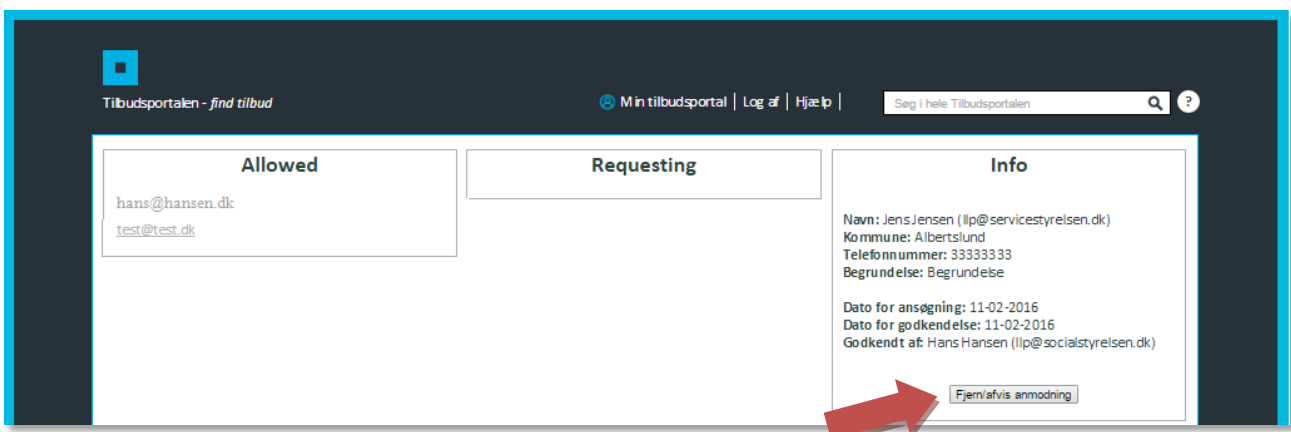 Tilbudsportalen - find tilbud
Min tilbudsportal | Log af | Hjælp |
Søg i hele Tilbudsportalen
?
Allowed
hans@hansen.dk
test@test.dk
Requesting
Info
Navn: Jens Jensen (llp@servicestyrelsen.dk)
Kommune: Albertslund
Telefonnummer: 33333333
Begrundelse: Begrundelse
Dato for ansøgning: 11-02-2016
Dato for godkendelse: 11-02-2016
Godkendt af: Hans Hansen (llp@socialstyrelsen.dk)
Fjern/afvis anmodning